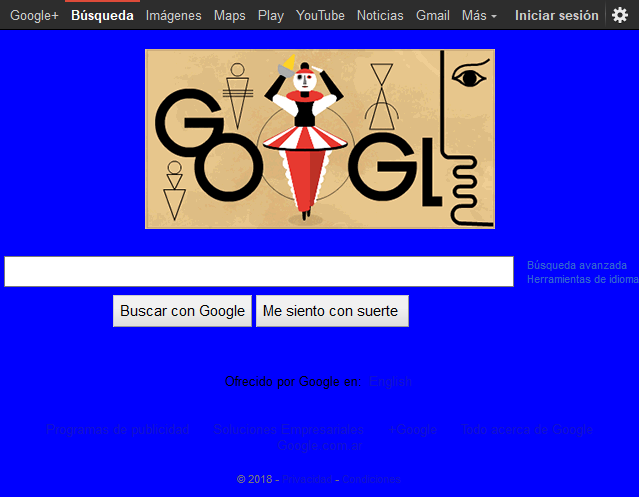 Google+ Búsqueda Imágenes Maps Play YouTube Noticias Gmail Más Iniciar sesión
GOOGLE
Búsqueda avanzada
Herramientas de idioma
Buscar con Google Me siento con suerte
Ofrecido por Google en: English
Programas de publicidad Soluciones Empresariales +Google Todo acerca de Google
Google.com.ar
© 2018 - Privacidad - Condiciones